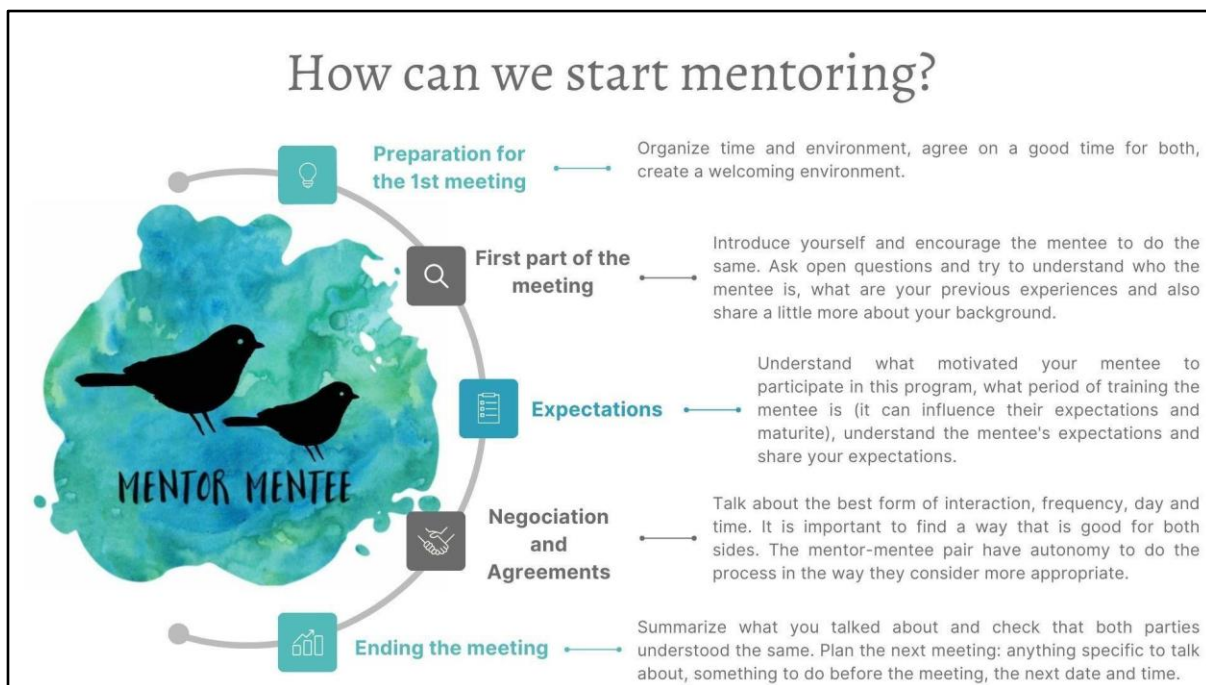 How can we start mentoring?
Preparation for
the 1st meeting
Organize time and environment, agree on a good time for both,
create a welcoming environment.
First part of the
meeting
Introduce yourself and encourage the mentee to do the
same. Ask open questions and try to understand who the
mentee is, what are your previous experiences and also
share a little more about your background.
Expectations
Understand what motivated your mentee to
participate in this program, what period of training the
mentee is (it can influence their expectations and
maturite), understand the mentee's expectations and
share your expectations.
MENTOR MENTEE
Negociation
and
Agreements
Talk about the best form of interaction, frequency, day and
time. It is important to find a way that is good for both
sides. The mentor-mentee pair have autonomy to do the
process in the way they consider more appropriate.
Ending the meeting
Summarize what you talked about and check that both parties
understood the same. Plan the next meeting: anything specific to talk
about, something to do before the meeting, the next date and time.